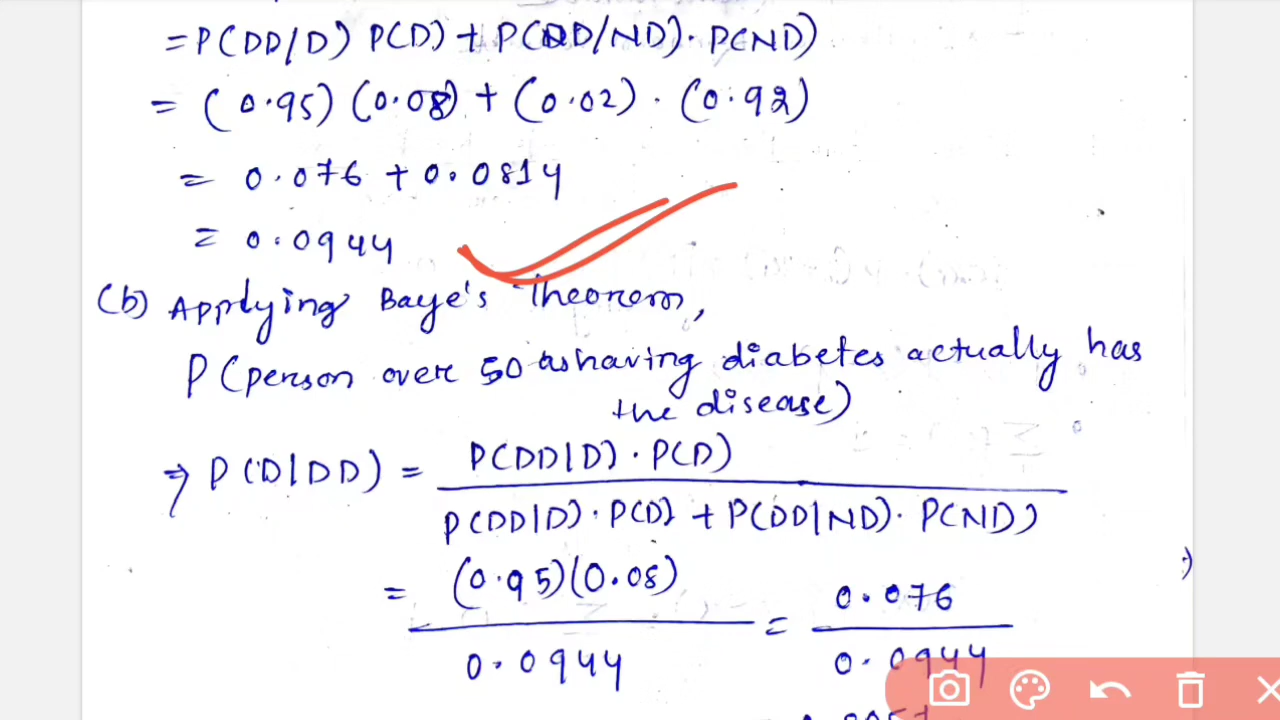 = P(DD/D) P(D) + P(DD/ND) · P(ND)
= (0.95) (0.08) + (0.02) · (0.92)
= 0.076 + 0.0814
= 0.0944
(b) Applying Baye's Theorem,
P(person over 50 as having diabetes actually has
the disease)
⇒ P(D|DD) = P(DD|D) · P(D)
P(DD|D) · P(D) + P(DD|ND) · P(ND)
= (0.95)(0.08) = 0.076
0.0944 0.0944